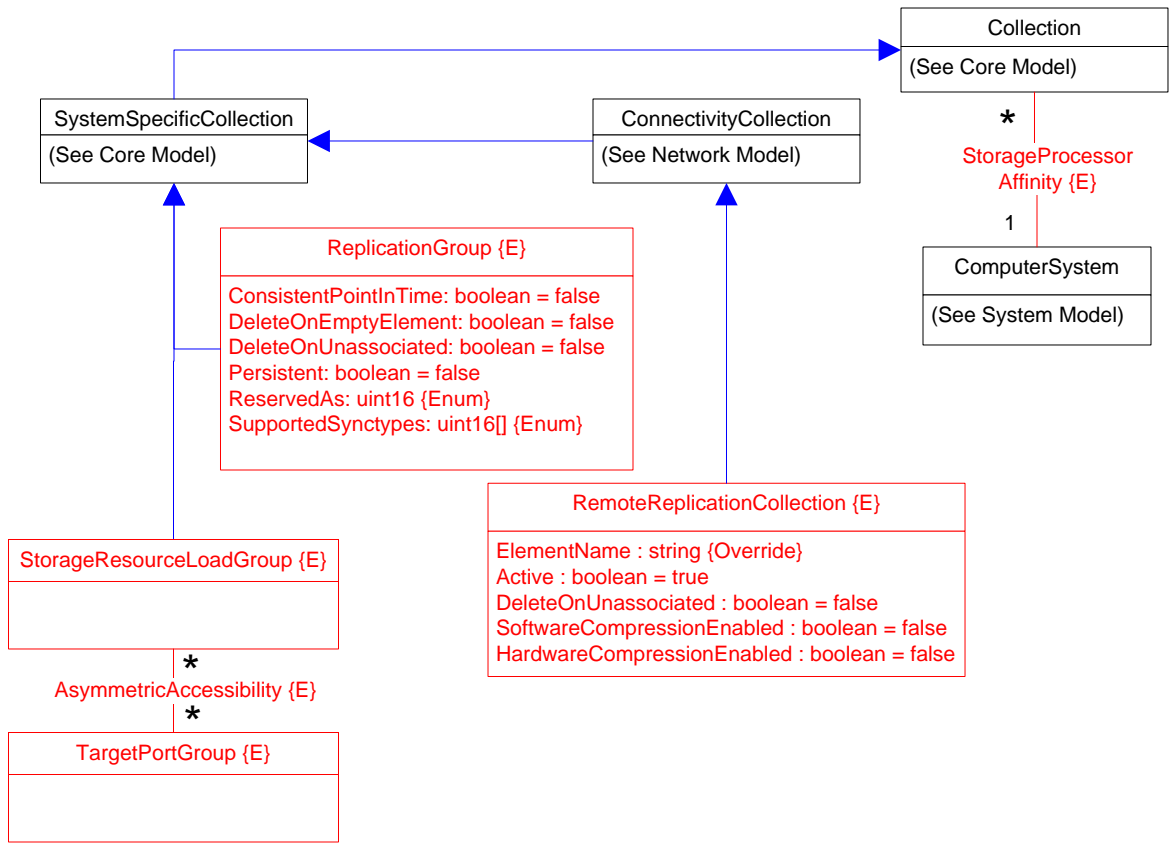 Collection
(See Core Model)
SystemSpecificCollection
(See Core Model)
ConnectivityCollection
(See Network Model)
*
StorageProcessor
Affinity {E}
1
ComputerSystem
(See System Model)
ReplicationGroup {E}
ConsistentPointInTime: boolean = false
DeleteOnEmptyElement: boolean = false
DeleteOnUnassociated: boolean = false
Persistent: boolean = false
ReservedAs: uint16 {Enum}
SupportedSynctypes: uint16[] {Enum}
RemoteReplicationCollection {E}
ElementName : string {Override}
Active : boolean = true
DeleteOnUnassociated : boolean = false
SoftwareCompressionEnabled : boolean = false
HardwareCompressionEnabled : boolean = false
StorageResourceLoadGroup {E}
*
AsymmetricAccessibility {E}
*
TargetPortGroup {E}